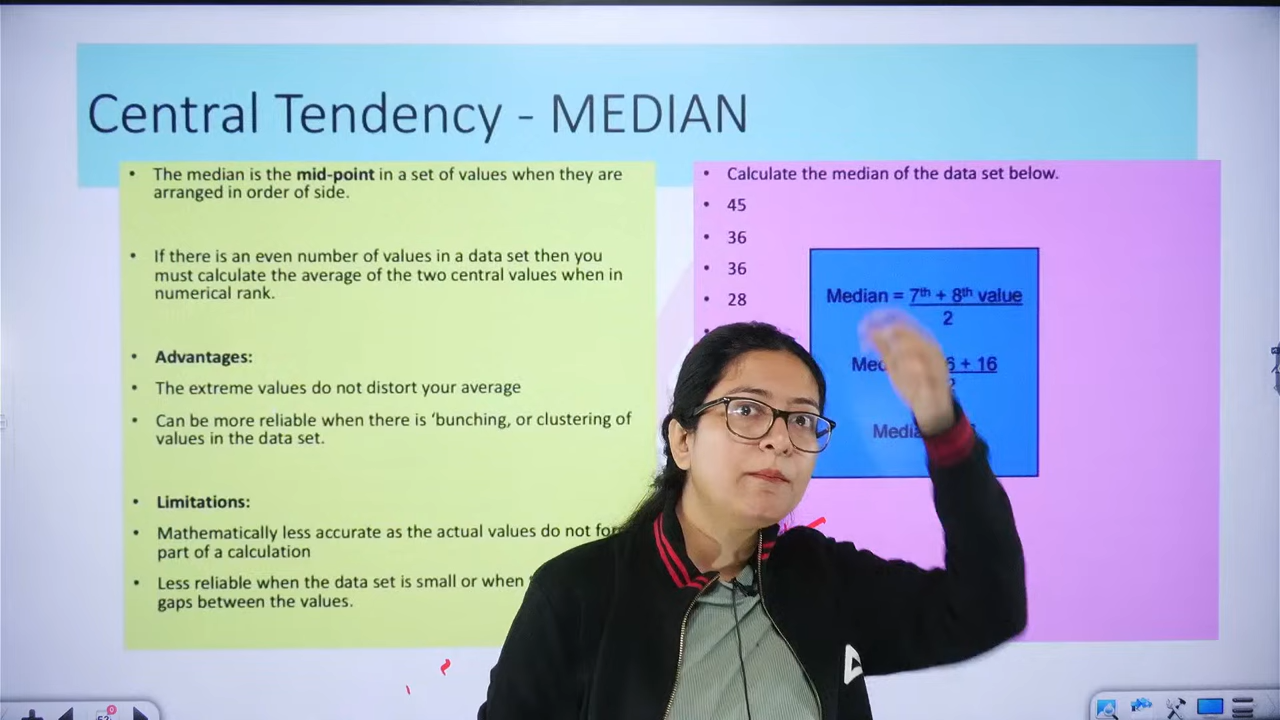 Central Tendency - MEDIAN
• The median is the mid-point in a set of values when they are
arranged in order of side.
• If there is an even number of values in a data set then you
must calculate the average of the two central values when in
numerical rank.
• Advantages:
• The extreme values do not distort your average
• Can be more reliable when there is ‘bunching, or clustering of
values in the data set.
• Limitations:
• Mathematically less accurate as the actual values do not
part of a calculation
• Less reliable when the data set is small or when
gaps between the values.
• Calculate the median of the data set below.
• 45
• 36
• 36
• 28
Median = 7th + 8th value
2
+ 16